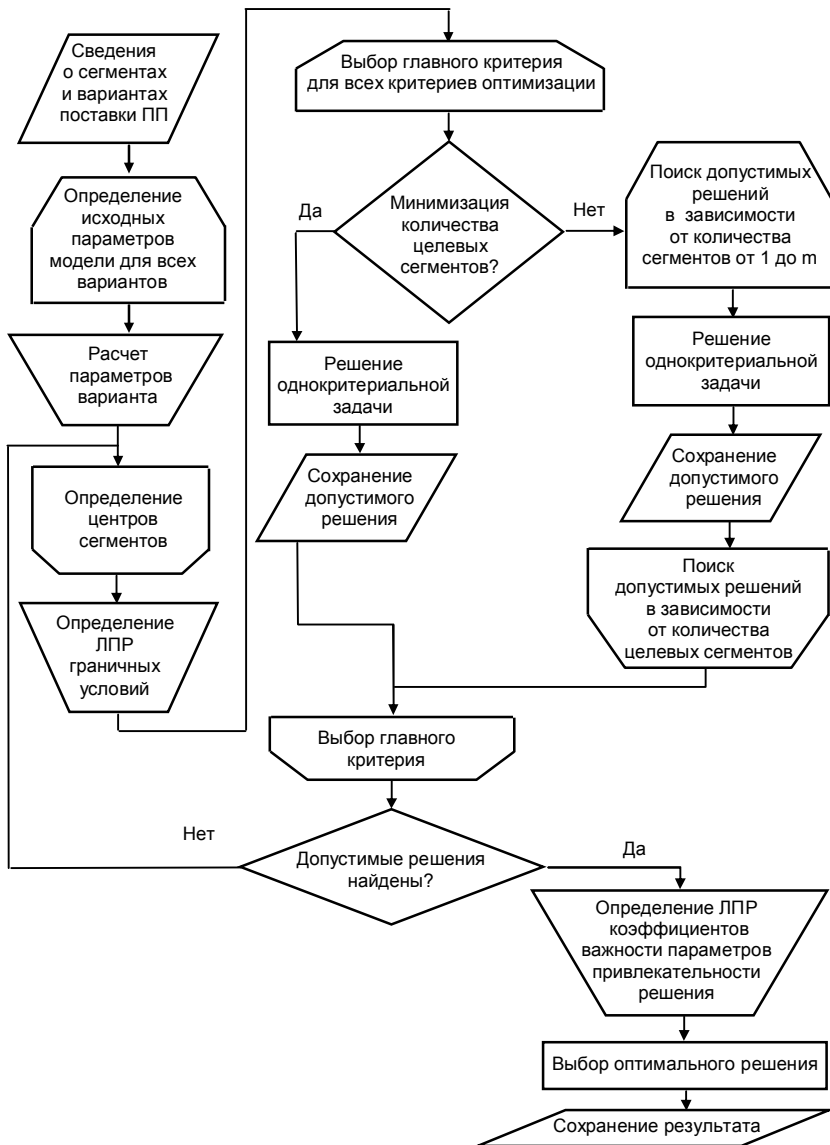 Сведения
о сегментах
и вариантах
поставки ПП
Определение
исходных
параметров
модели для всех
вариантов
Расчет
параметров
варианта
Определение
центров
сегментов
Определение
ЛПР
граничных
условий
Выбор главного критерия
для всех критериев оптимизации
Минимизация
количества
целевых
сегментов?
Да
Нет
Решение
однокритериальной
задачи
Сохранение
допустимого
решения
Поиск допустимых
решений
в зависимости
от количества
сегментов от 1 до m
Решение
однокритериальной
задачи
Сохранение
допустимого
решения
Поиск
допустимых решений
в зависимости
от количества
целевых сегментов
Выбор главного
критерия
Допустимые решения
найдены?
Нет
Да
Определение ЛПР
коэффициентов
важности параметров
привлекательности
решения
Выбор оптимального решения
Сохранение результата